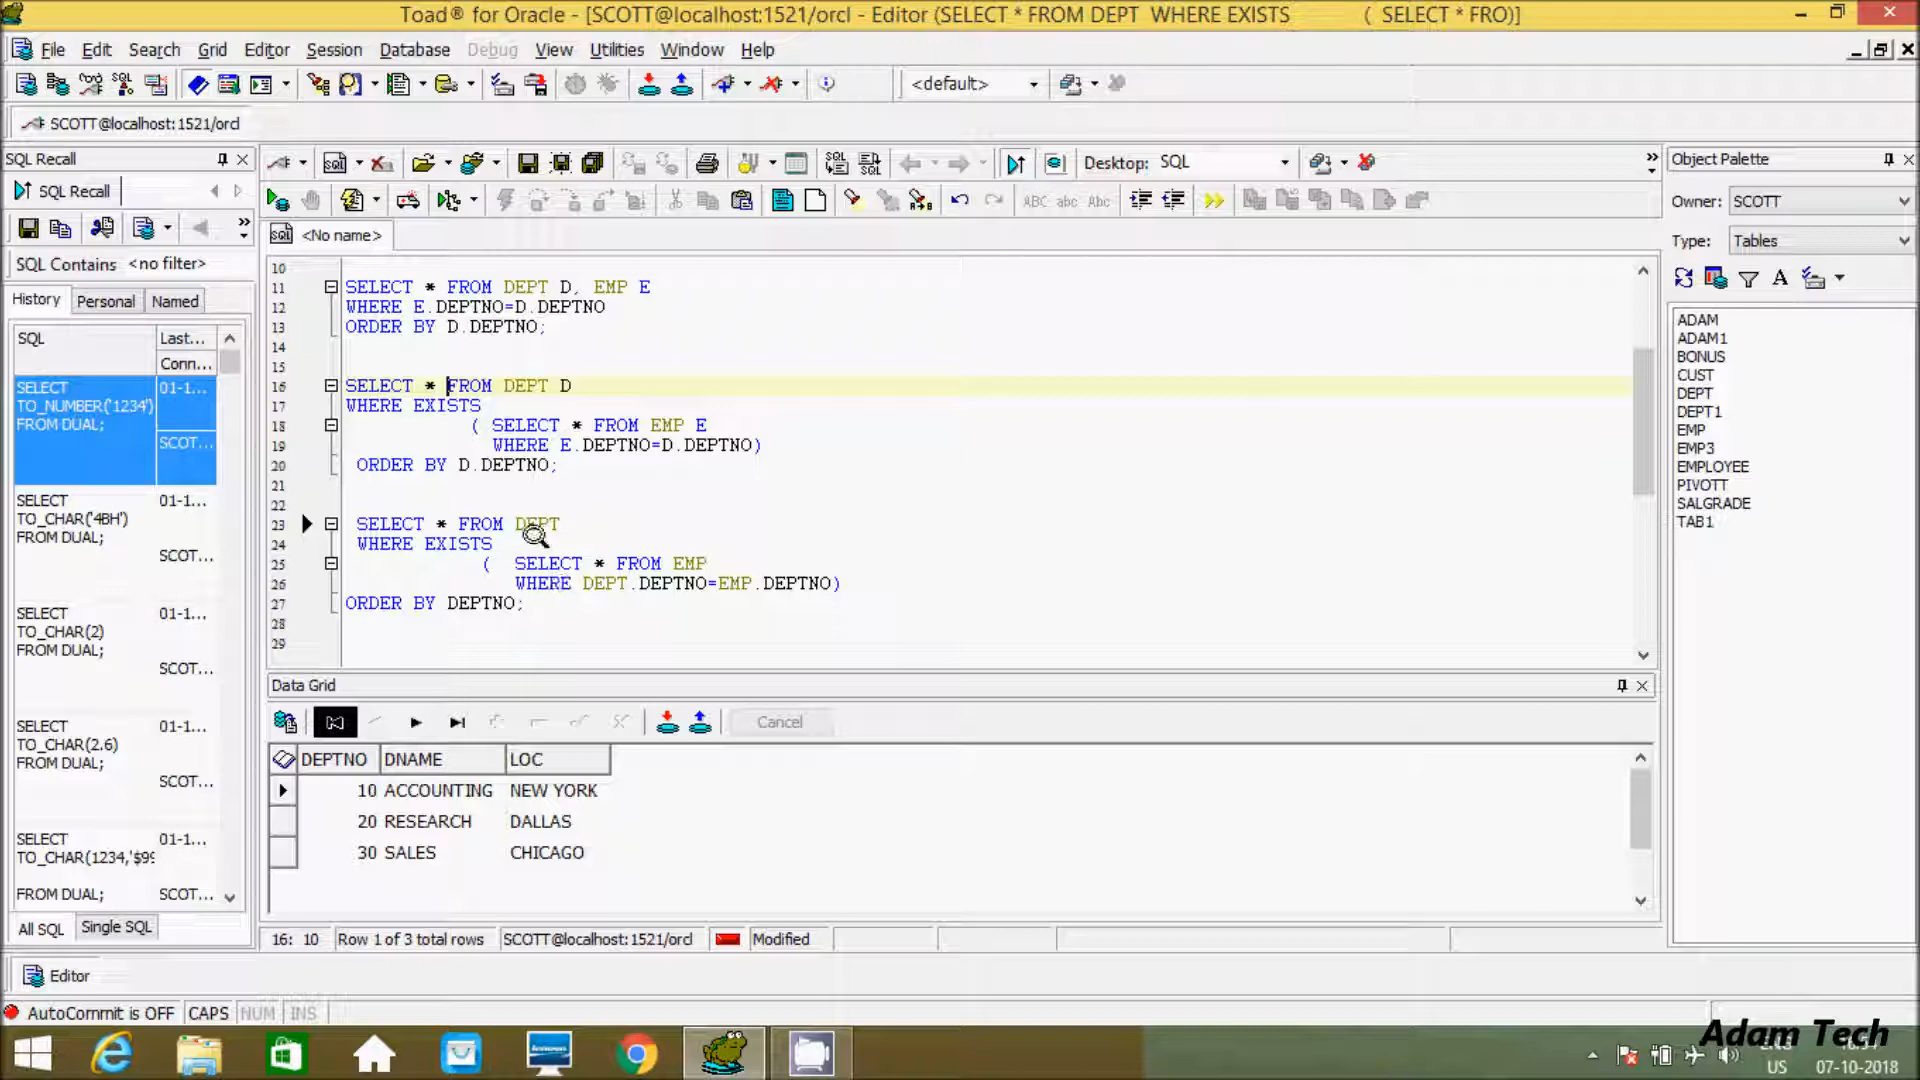 Toad® for Oracle - [SCOTT@localhost:1521/orcl - Editor (SELECT * FROM DEPT WHERE EXISTS ( SELECT * FRO)]
File Edit Search Grid Editor Session Database Debug View Utilities Window Help
<default>
SCOTT@localhost:1521/orcl
SQL Recall
SQL Recall
SQL Contains <no filter>
History Personal Named
SQL Last...
Conn...
SELECT 01-1...
TO_NUMBER('1234')
FROM DUAL;
SCOT...
SELECT 01-1...
TO_CHAR('4BH')
FROM DUAL;
SCOT...
SELECT 01-1...
TO_CHAR(2)
FROM DUAL;
SCOT...
SELECT 01-1...
TO_CHAR(2.6)
FROM DUAL;
SCOT...
SELECT 01-1...
TO_CHAR(1234,'$99
FROM DUAL; SCOT...
All SQL Single SQL
Desktop: SQL
ABC abc Abc
<No name>
10
11 SELECT * FROM DEPT D, EMP E
12 WHERE E.DEPTNO=D.DEPTNO
13 ORDER BY D.DEPTNO;
14
15
16 SELECT * FROM DEPT D
17 WHERE EXISTS
18 ( SELECT * FROM EMP E
19 WHERE E.DEPTNO=D.DEPTNO)
20 ORDER BY D.DEPTNO;
21
22
23 SELECT * FROM DEPT
24 WHERE EXISTS
25 ( SELECT * FROM EMP
26 WHERE DEPT.DEPTNO=EMP.DEPTNO)
27 ORDER BY DEPTNO;
28
29
Data Grid
Cancel
DEPTNO DNAME LOC
10 ACCOUNTING NEW YORK
20 RESEARCH DALLAS
30 SALES CHICAGO
16: 10 Row 1 of 3 total rows SCOTT@localhost:1521/orcl Modified
Object Palette
Owner: SCOTT
Type: Tables
A
ADAM
ADAM1
BONUS
CUST
DEPT
DEPT1
EMP
EMP3
EMPLOYEE
PIVOTT
SALGRADE
TAB1
Editor
AutoCommit is OFF CAPS NUM INS
Adam Tech
US 07-10-2018